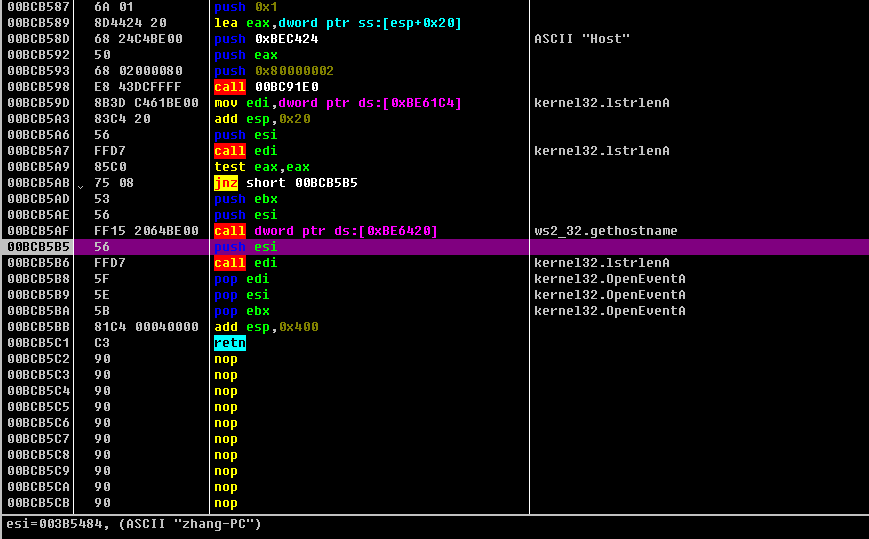 00BCB587 6A 01 push 0x1
00BCB589 8D4424 20 lea eax,dword ptr ss:[esp+0x20]
00BCB58D 68 24C4BE00 push 0xBEC424 ASCII "Host"
00BCB592 50 push eax
00BCB593 68 02000080 push 0x80000002
00BCB598 E8 43DCFFFF call 00BC91E0
00BCB59D 8B3D C461BE00 mov edi,dword ptr ds:[0xBE61C4] kernel32.lstrlenA
00BCB5A3 83C4 20 add esp,0x20
00BCB5A6 56 push esi
00BCB5A7 FFD7 call edi kernel32.lstrlenA
00BCB5A9 85C0 test eax,eax
00BCB5AB 75 08 jnz short 00BCB5B5
00BCB5AD 53 push ebx
00BCB5AE 56 push esi
00BCB5AF FF15 2064BE00 call dword ptr ds:[0xBE6420] ws2_32.gethostname
00BCB5B5 56 push esi
00BCB5B6 FFD7 call edi kernel32.lstrlenA
00BCB5B8 5F pop edi kernel32.OpenEventA
00BCB5B9 5E pop esi kernel32.OpenEventA
00BCB5BA 5B pop ebx kernel32.OpenEventA
00BCB5BB 81C4 00040000 add esp,0x400
00BCB5C1 C3 retn
00BCB5C2 90 nop
00BCB5C3 90 nop
00BCB5C4 90 nop
00BCB5C5 90 nop
00BCB5C6 90 nop
00BCB5C7 90 nop
00BCB5C8 90 nop
00BCB5C9 90 nop
00BCB5CA 90 nop
00BCB5CB 90 nop
esi=003B5484, (ASCII "zhang-PC")